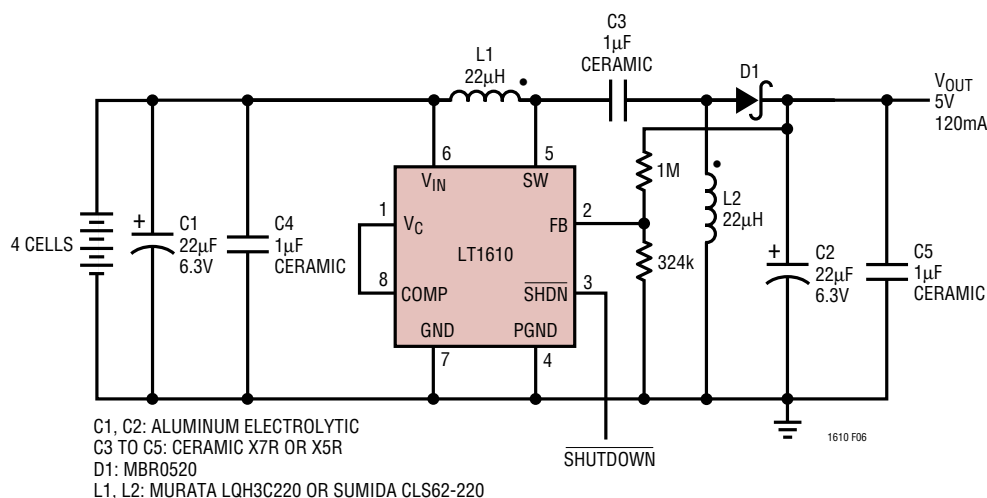 L1
22μH
C3
1μF
CERAMIC
D1
VOUT
5V
120mA
6
5
VIN
SW
1M
L2
22μH
1
VC
FB
2
4 CELLS
+
C1
22μF
6.3V
C4
1μF
CERAMIC
LT1610
324k
+
C2
22μF
6.3V
C5
1μF
CERAMIC
8
COMP
SHDN
3
GND
PGND
7
4
C1, C2: ALUMINUM ELECTROLYTIC
C3 TO C5: CERAMIC X7R OR X5R
D1: MBR0520
L1, L2: MURATA LQH3C220 OR SUMIDA CLS62-220
SHUTDOWN
1610 F06